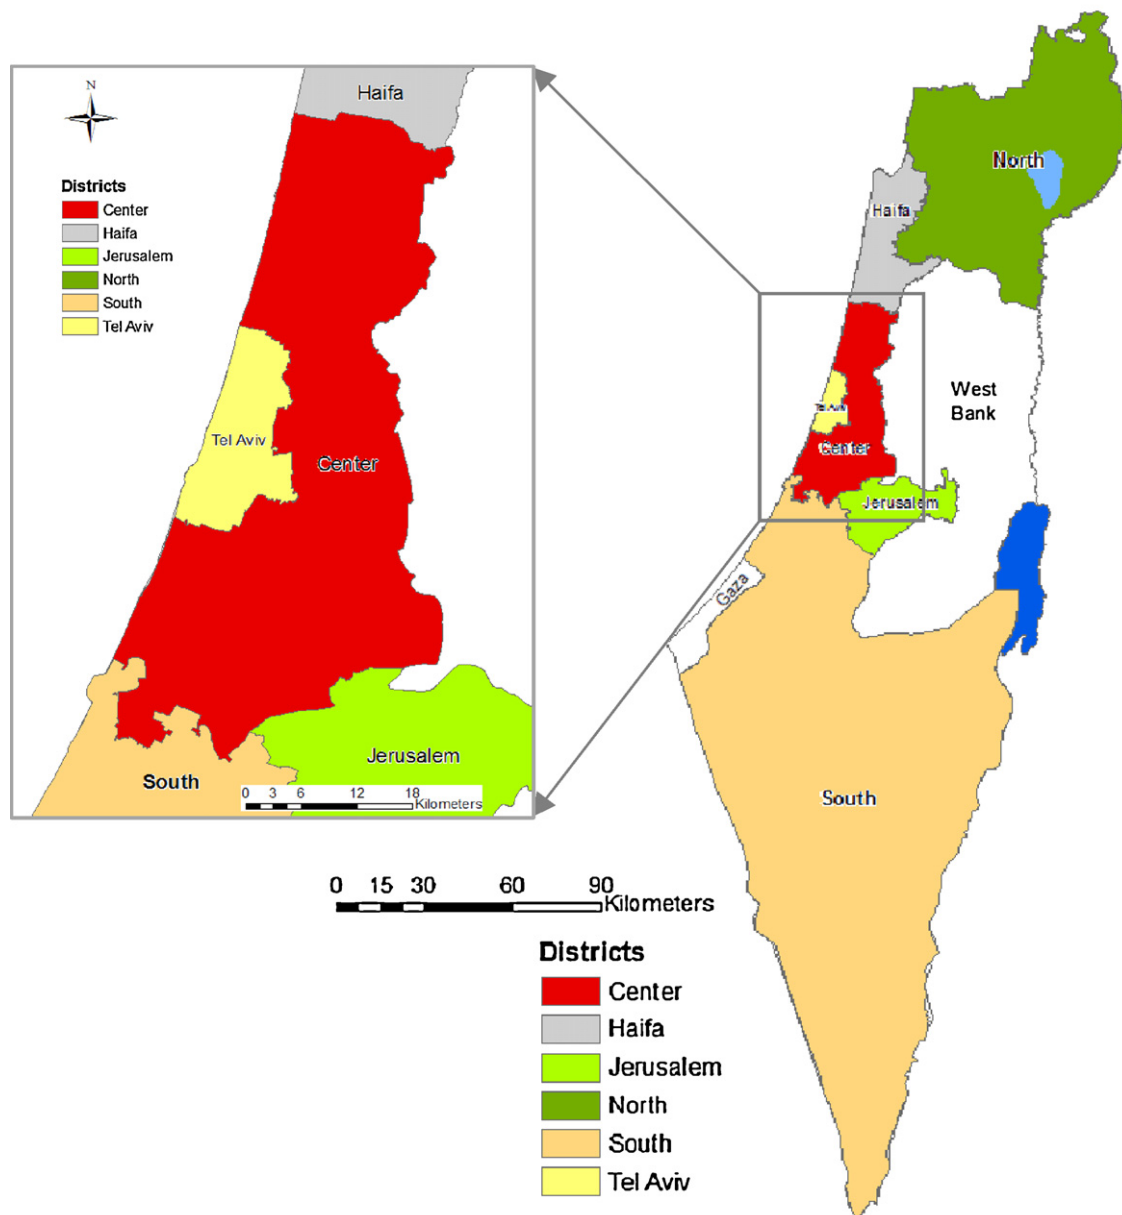 N
Haifa
Districts
Center
Haifa
Jerusalem
North
South
Tel Aviv
Tel Aviv
Center
South
Jerusalem
0 3 6 12 18
Kilometers
North
Haifa
West
Bank
Tel Aviv
Center
Jerusalem
Gaza
South
0 15 30 60 90
Kilometers
Districts
Center
Haifa
Jerusalem
North
South
Tel Aviv